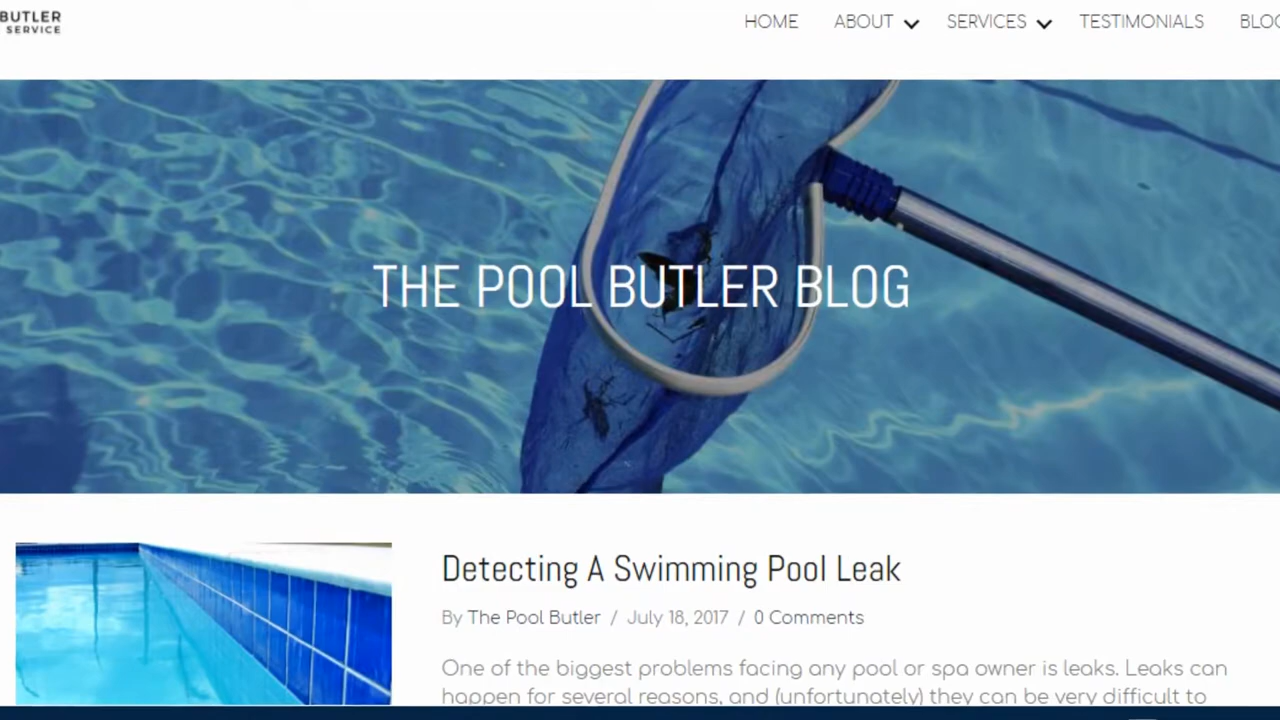 BUTLER
SERVICE
HOME ABOUT SERVICES TESTIMONIALS
THE POOL BUTLER BLOG
Detecting A Swimming Pool Leak
By The Pool Butler / July 18, 2017 / 0 Comments
One of the biggest problems facing any pool or spa owner is leaks. Leaks can
happen for several reasons, and (unfortunately) they can be very difficult to